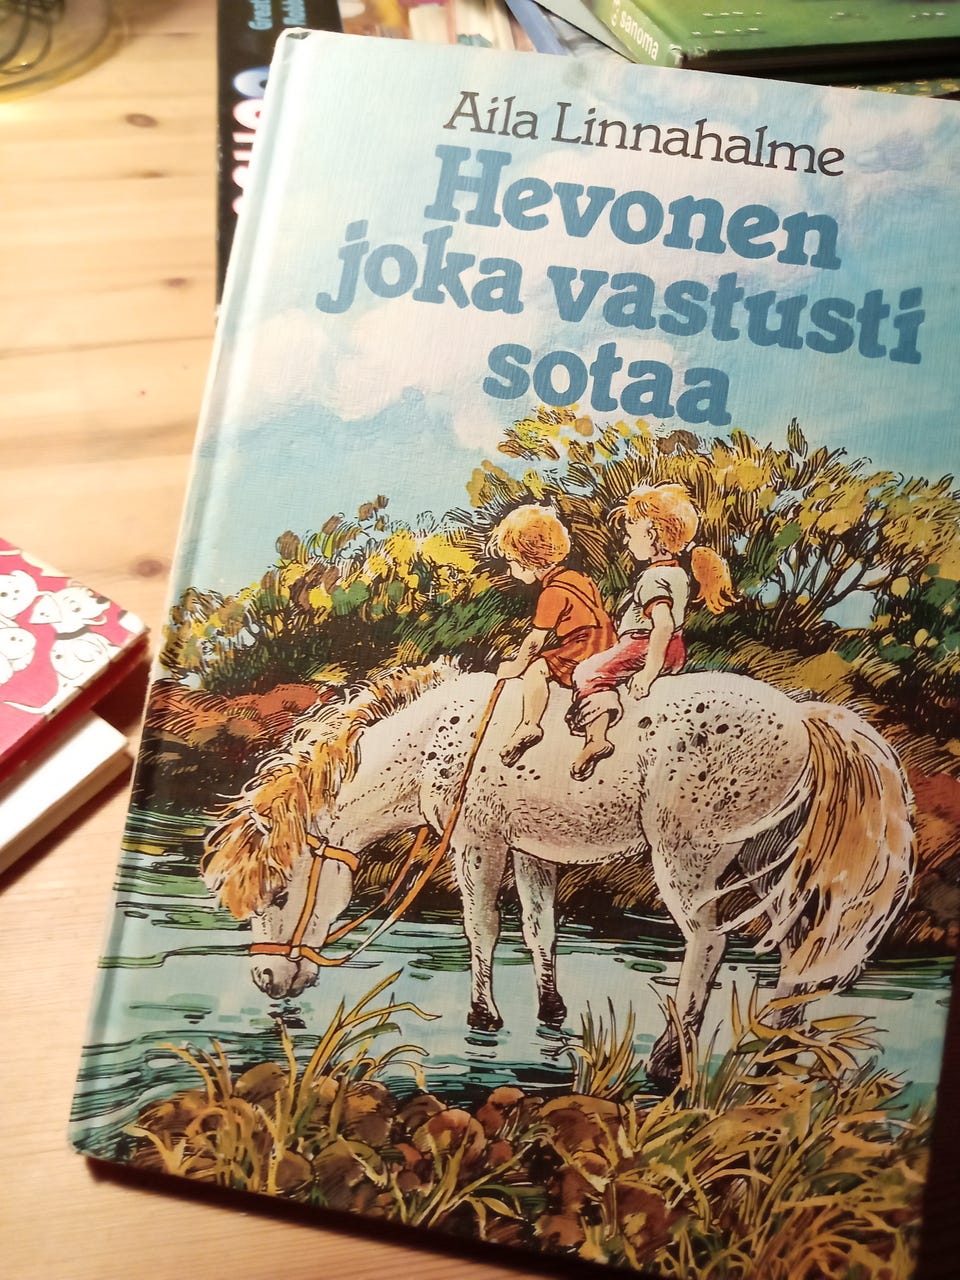 sanoma
Aila Linnahalme
Hevonen
joka vastusti
sotaa